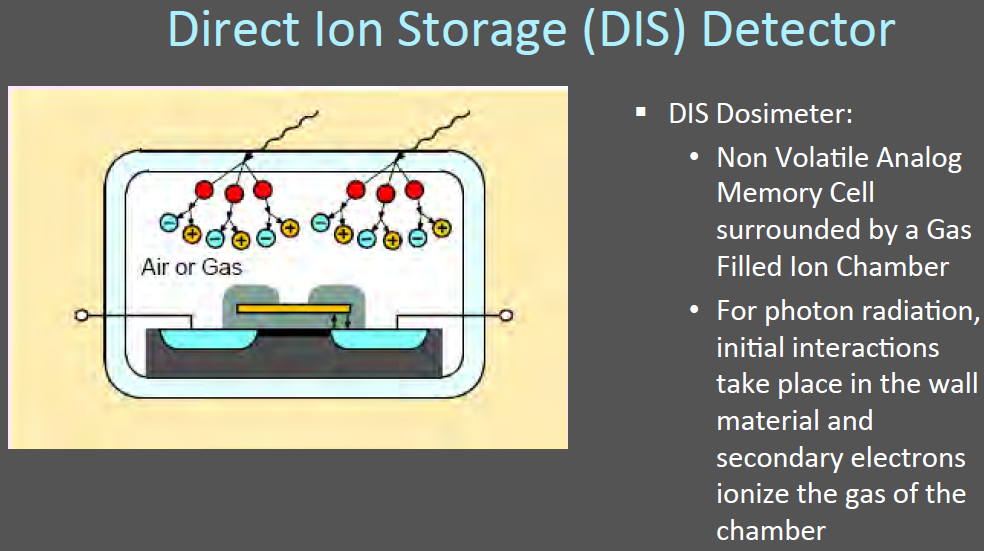 Direct Ion Storage (DIS) Detector
Air or Gas
▪ DIS Dosimeter:
• Non Volatile Analog
Memory Cell
surrounded by a Gas
Filled Ion Chamber
• For photon radiation,
initial interactions
take place in the wall
material and
secondary electrons
ionize the gas of the
chamber